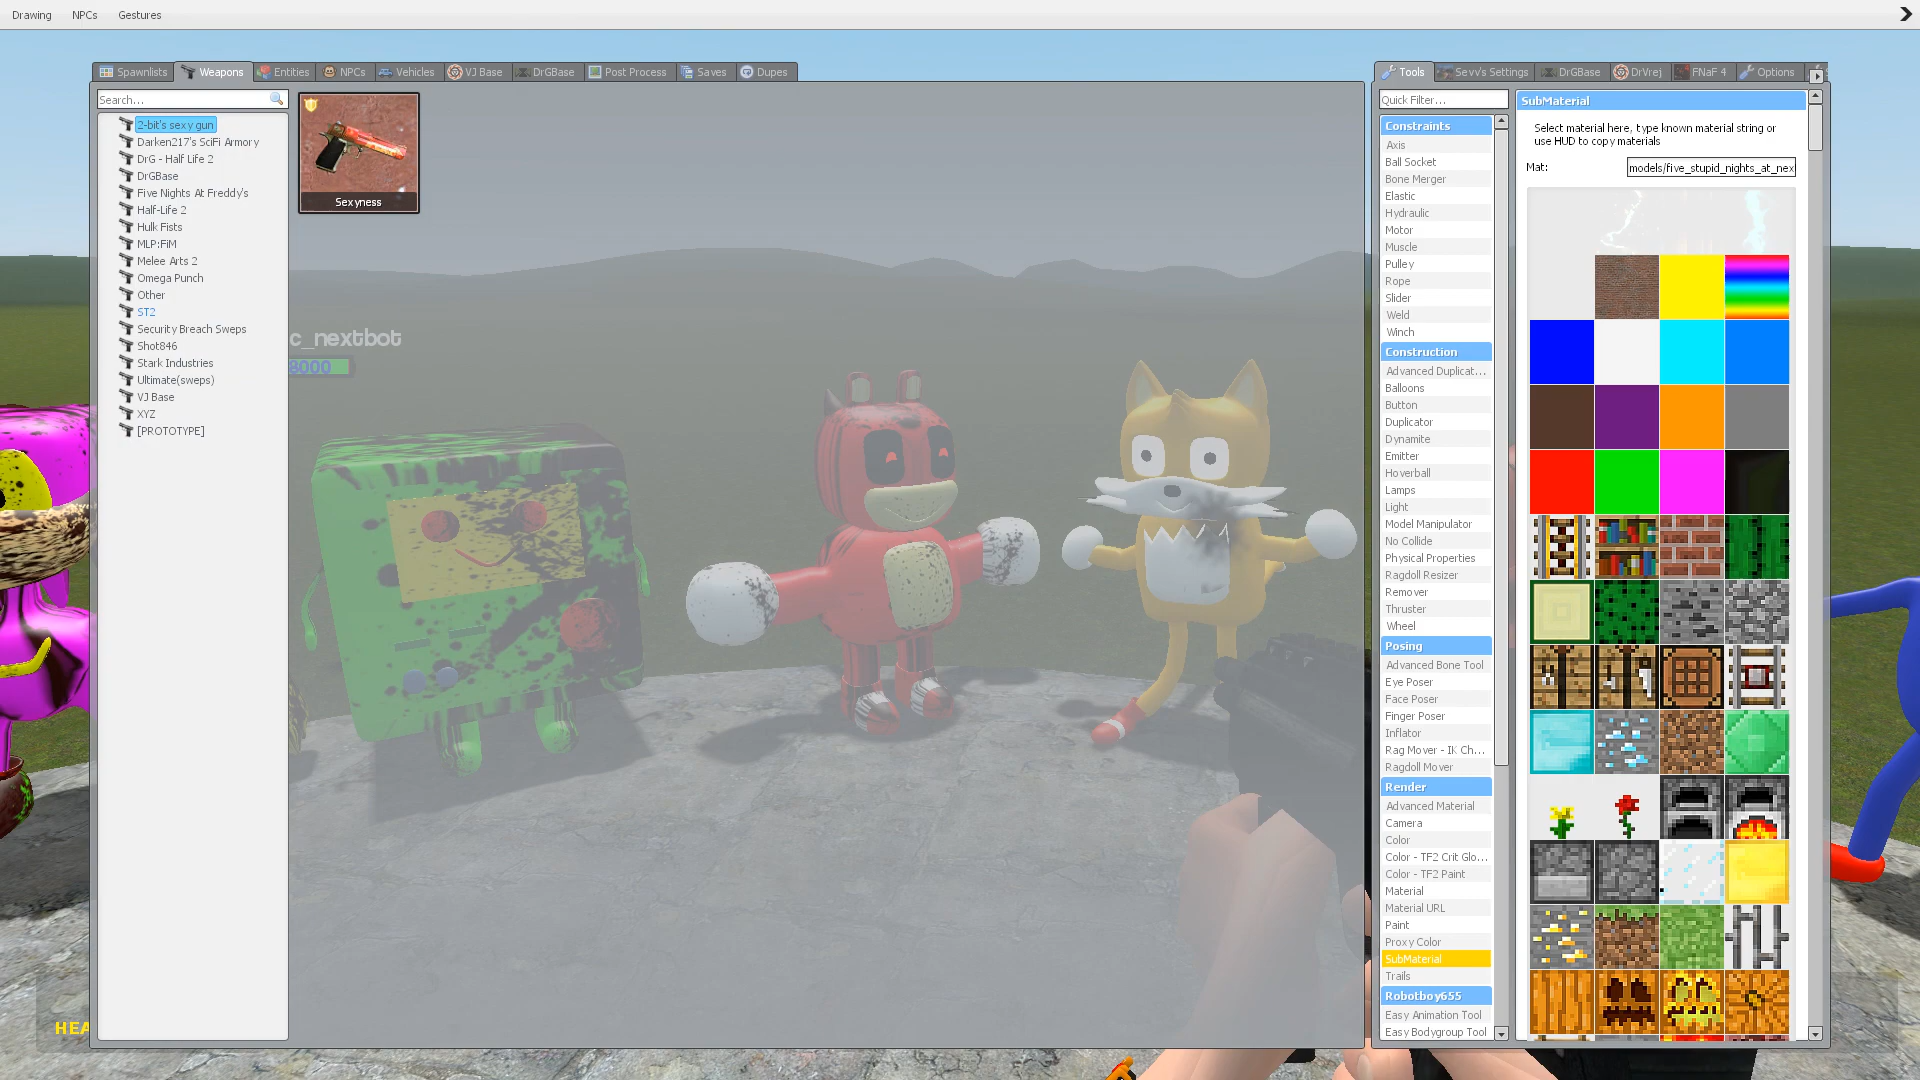 Drawing NPCs Gestures
Spawnlists Weapons Entities NPCs Vehicles VJ Base DrGBase Post Process Saves Dupes
Search...
2-bit's sexy gun
Darken217's SciFi Armory
DrG - Half Life 2
DrGBase
Five Nights At Freddy's
Half-Life 2
Hulk Fists
MLP:FiM
Melee Arts 2
Omega Punch
Other
ST2
Security Breach Sweps
Shot846
Stark Industries
Ultimate(sweps)
VJ Base
XYZ
[PROTOTYPE]
Sexyness
c_nextbot
8000
HEA
Tools Sevv's Settings DrGBase DrVrej FNaF 4 Options
Quick Filter...
Constraints
Axis
Ball Socket
Bone Merger
Elastic
Hydraulic
Motor
Muscle
Pulley
Rope
Slider
Weld
Winch
Construction
Advanced Duplicat...
Balloons
Button
Duplicator
Dynamite
Emitter
Hoverball
Lamps
Light
Model Manipulator
No Collide
Physical Properties
Ragdoll Resizer
Remover
Thruster
Wheel
Posing
Advanced Bone Tool
Eye Poser
Face Poser
Finger Poser
Inflator
Rag Mover - IK Ch...
Ragdoll Mover
Render
Advanced Material
Camera
Color
Color - TF2 Crit Glo...
Color - TF2 Paint
Material
Material URL
Paint
Proxy Color
SubMaterial
Trails
Robotboy655
Easy Animation Tool
Easy Bodygroup Tool
SubMaterial
Select material here, type known material string or
use HUD to copy materials
Mat: models/five_stupid_nights_at_nex